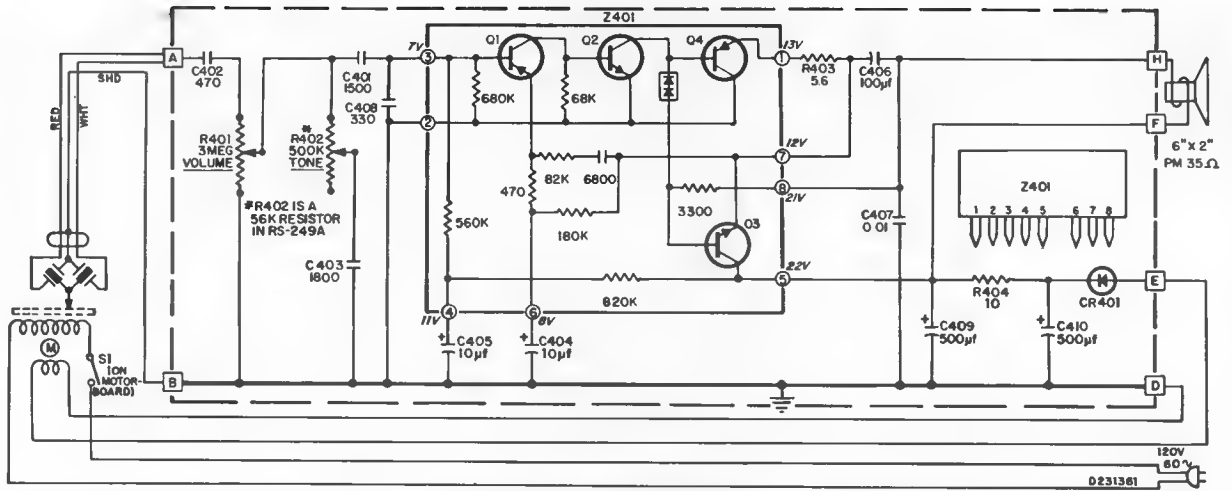 Z401
A
C402
470
SHD
RED
WHT
R401
3MEG
VOLUME
*
R402
500K
TONE
*R402 IS A
56K RESISTOR
IN RS-249A
C403
1800
C401
1500
C408
330
7V
3
2
Q1
Q2
Q4
680K
68K
13V
1
R403
5.6
C406
100µf
H
F
6" x 2"
PM 35Ω
12V
7
82K
6800
470
180K
8
21V
3300
Q3
560K
820K
22V
5
C407
0 01
Z401
1 2 3 4 5 6 7 8
R404
10
CR401
E
11V
4
6
8V
+
C405
10µf
+
C404
10µf
+
C409
500µf
+
C410
500µf
M
S1
(ON
MOTOR-
BOARD)
B
D
120V
60~
D231361